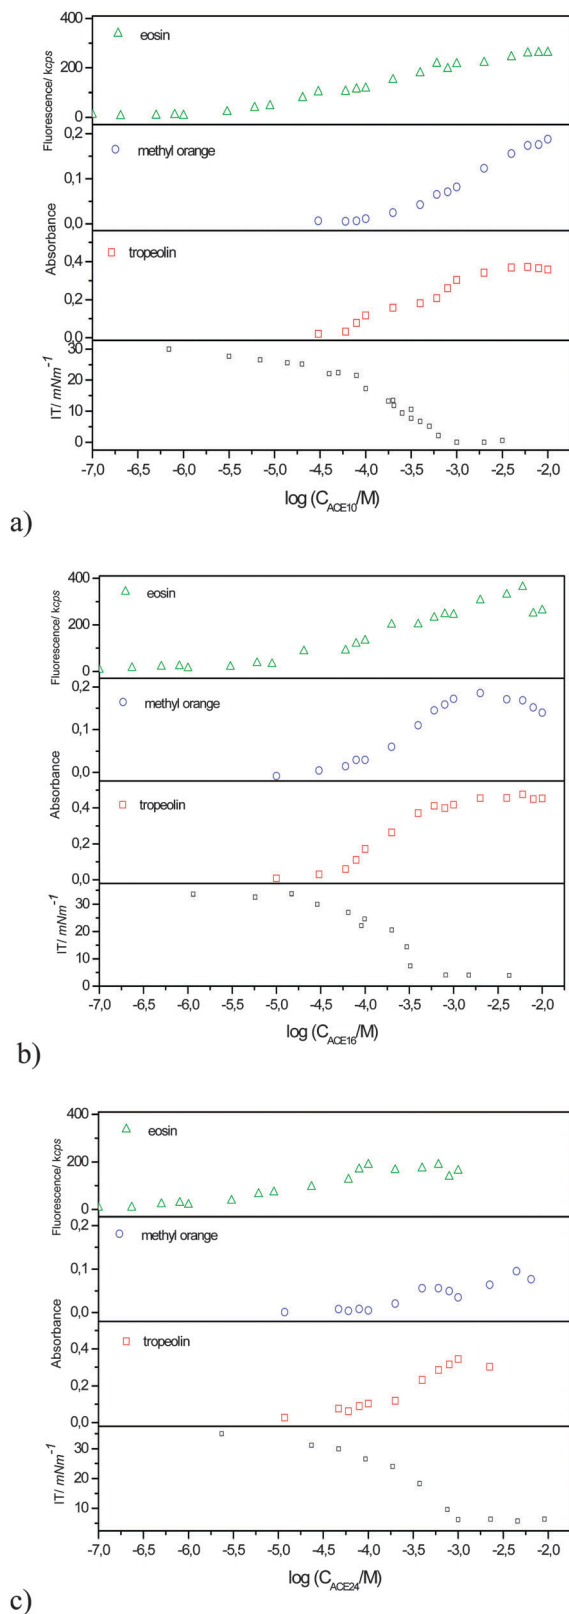 400
eosin
200
0
Fluorescence/ kcps
0,2
methyl orange
0,1
0,0
Absorbance
0,4
tropeolin
0,2
0,0
30
20
10
0
IT/ mNm-1
-7,0 -6,5 -6,0 -5,5 -5,0 -4,5 -4,0 -3,5 -3,0 -2,5 -2,0
log (CACE10/M)
a)
400
eosin
200
0
Fluorescence/ kcps
0,2
methyl orange
0,1
0,0
Absorbance
0,4
tropeolin
0,2
0,0
30
20
10
0
IT/ mNm-1
-7,0 -6,5 -6,0 -5,5 -5,0 -4,5 -4,0 -3,5 -3,0 -2,5 -2,0
log (CACE16/M)
b)
400
eosin
200
0
Fluorescence/ kcps
0,2
methyl orange
0,1
0,0
Absorbance
0,4
tropeolin
0,2
0,0
30
20
10
IT/ mNm-1
-7,0 -6,5 -6,0 -5,5 -5,0 -4,5 -4,0 -3,5 -3,0 -2,5 -2,0
log (CACE24/M)
c)